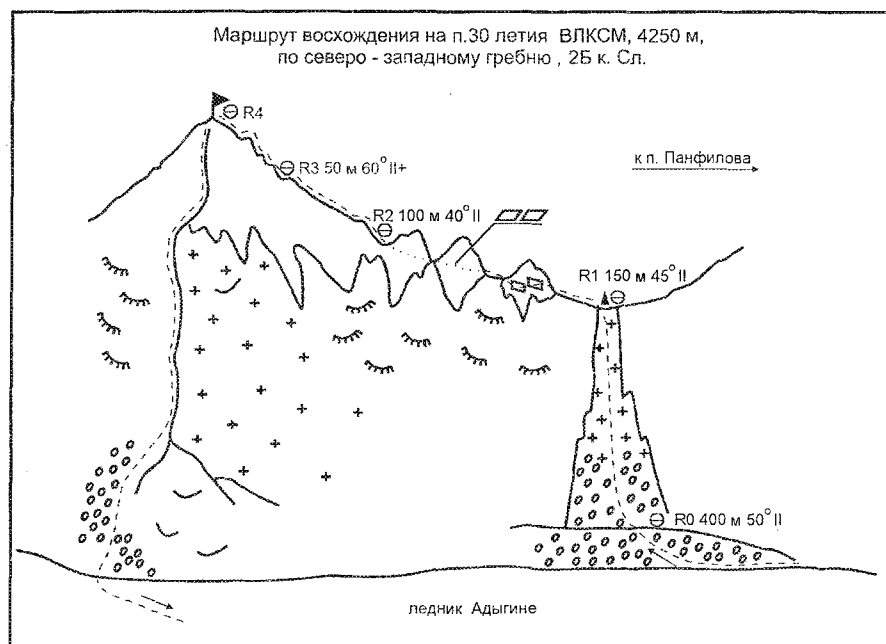 Маршрут восхождения на п.30 летия ВЛКСМ, 4250 м,
по северо - западному гребню , 2Б к. Сл.
R4
к п. Панфилова
R3 50 м 60° II+
R2 100 м 40° II
R1 150 м 45° II
R0 400 м 50° II
ледник Адыгине